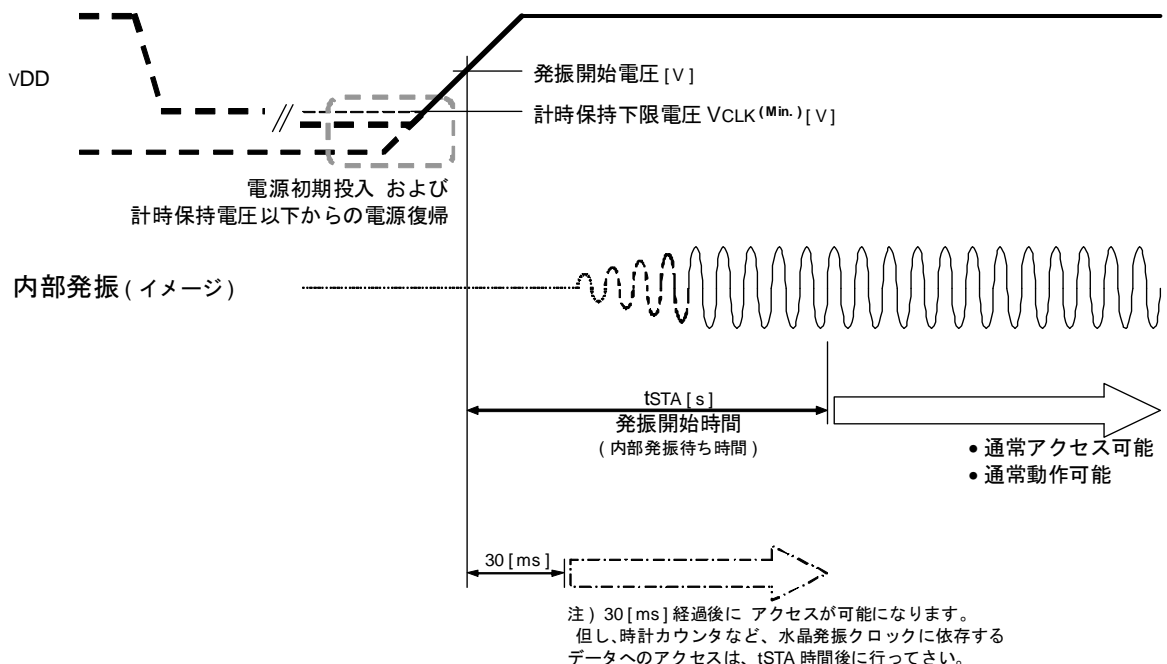 VDD
発振開始電圧 [V]
計時保持下限電圧 VCLK (Min.) [V]
電源初期投入 および
計時保持電圧以下からの電源復帰
内部発振 ( イメージ )
tSTA [s]
発振開始時間
( 内部発振待ち時間 )
• 通常アクセス可能
• 通常動作可能
30 [ms]
注 ) 30 [ms] 経過後に アクセスが可能になります。
但し、時計カウンタなど、水晶発振クロックに依存する
データへのアクセスは、tSTA 時間後に行ってさい。